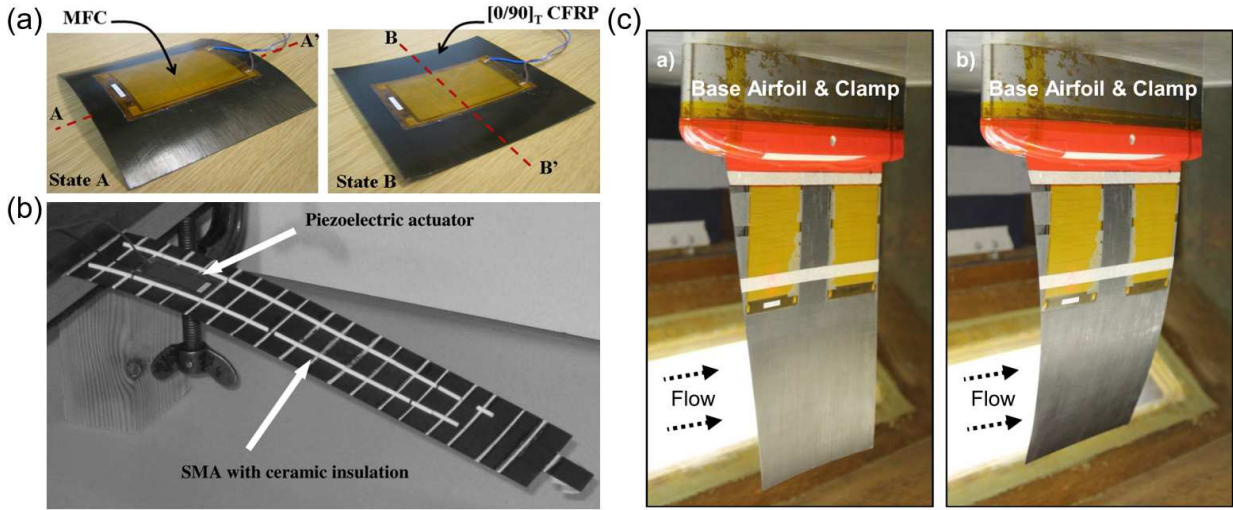 (a)
MFC
A'
A
State A
[0/90]T CFRP
B
B'
State B
(b)
Piezoelectric actuator
SMA with ceramic insulation
(c)
a)
Base Airfoil & Clamp
Flow
b)
Base Airfoil & Clamp
Flow